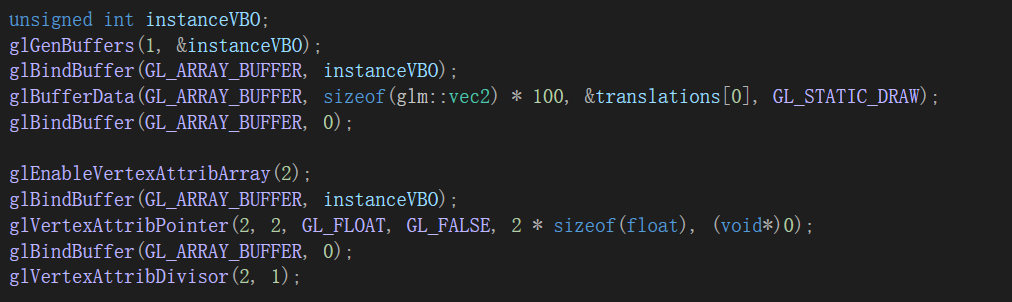 unsigned int instanceVBO;
glGenBuffers(1, &instanceVBO);
glBindBuffer(GL_ARRAY_BUFFER, instanceVBO);
glBufferData(GL_ARRAY_BUFFER, sizeof(glm::vec2) * 100, &translations[0], GL_STATIC_DRAW);
glBindBuffer(GL_ARRAY_BUFFER, 0);
glEnableVertexAttribArray(2);
glBindBuffer(GL_ARRAY_BUFFER, instanceVBO);
glVertexAttribPointer(2, 2, GL_FLOAT, GL_FALSE, 2 * sizeof(float), (void*)0);
glBindBuffer(GL_ARRAY_BUFFER, 0);
glVertexAttribDivisor(2, 1);